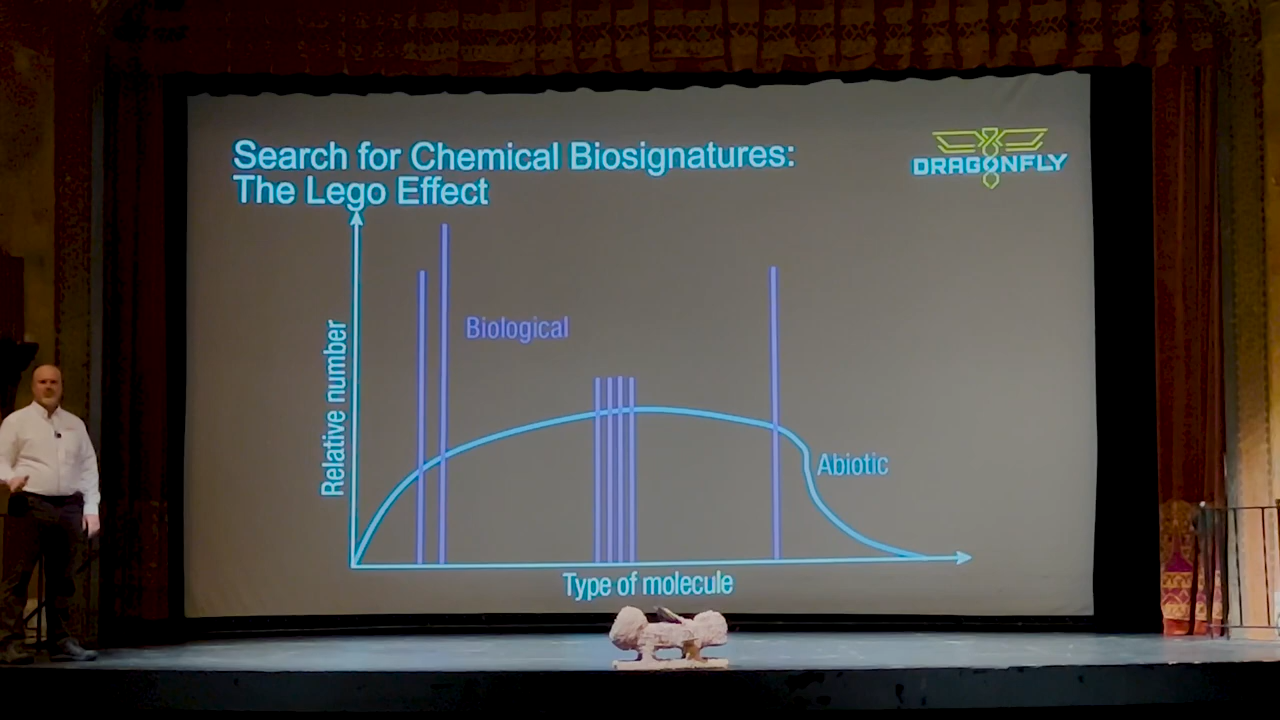 Search for Chemical Biosignatures:
The Lego Effect
DRAGONFLY
Biological
Relative number
Abiotic
Type of molecule